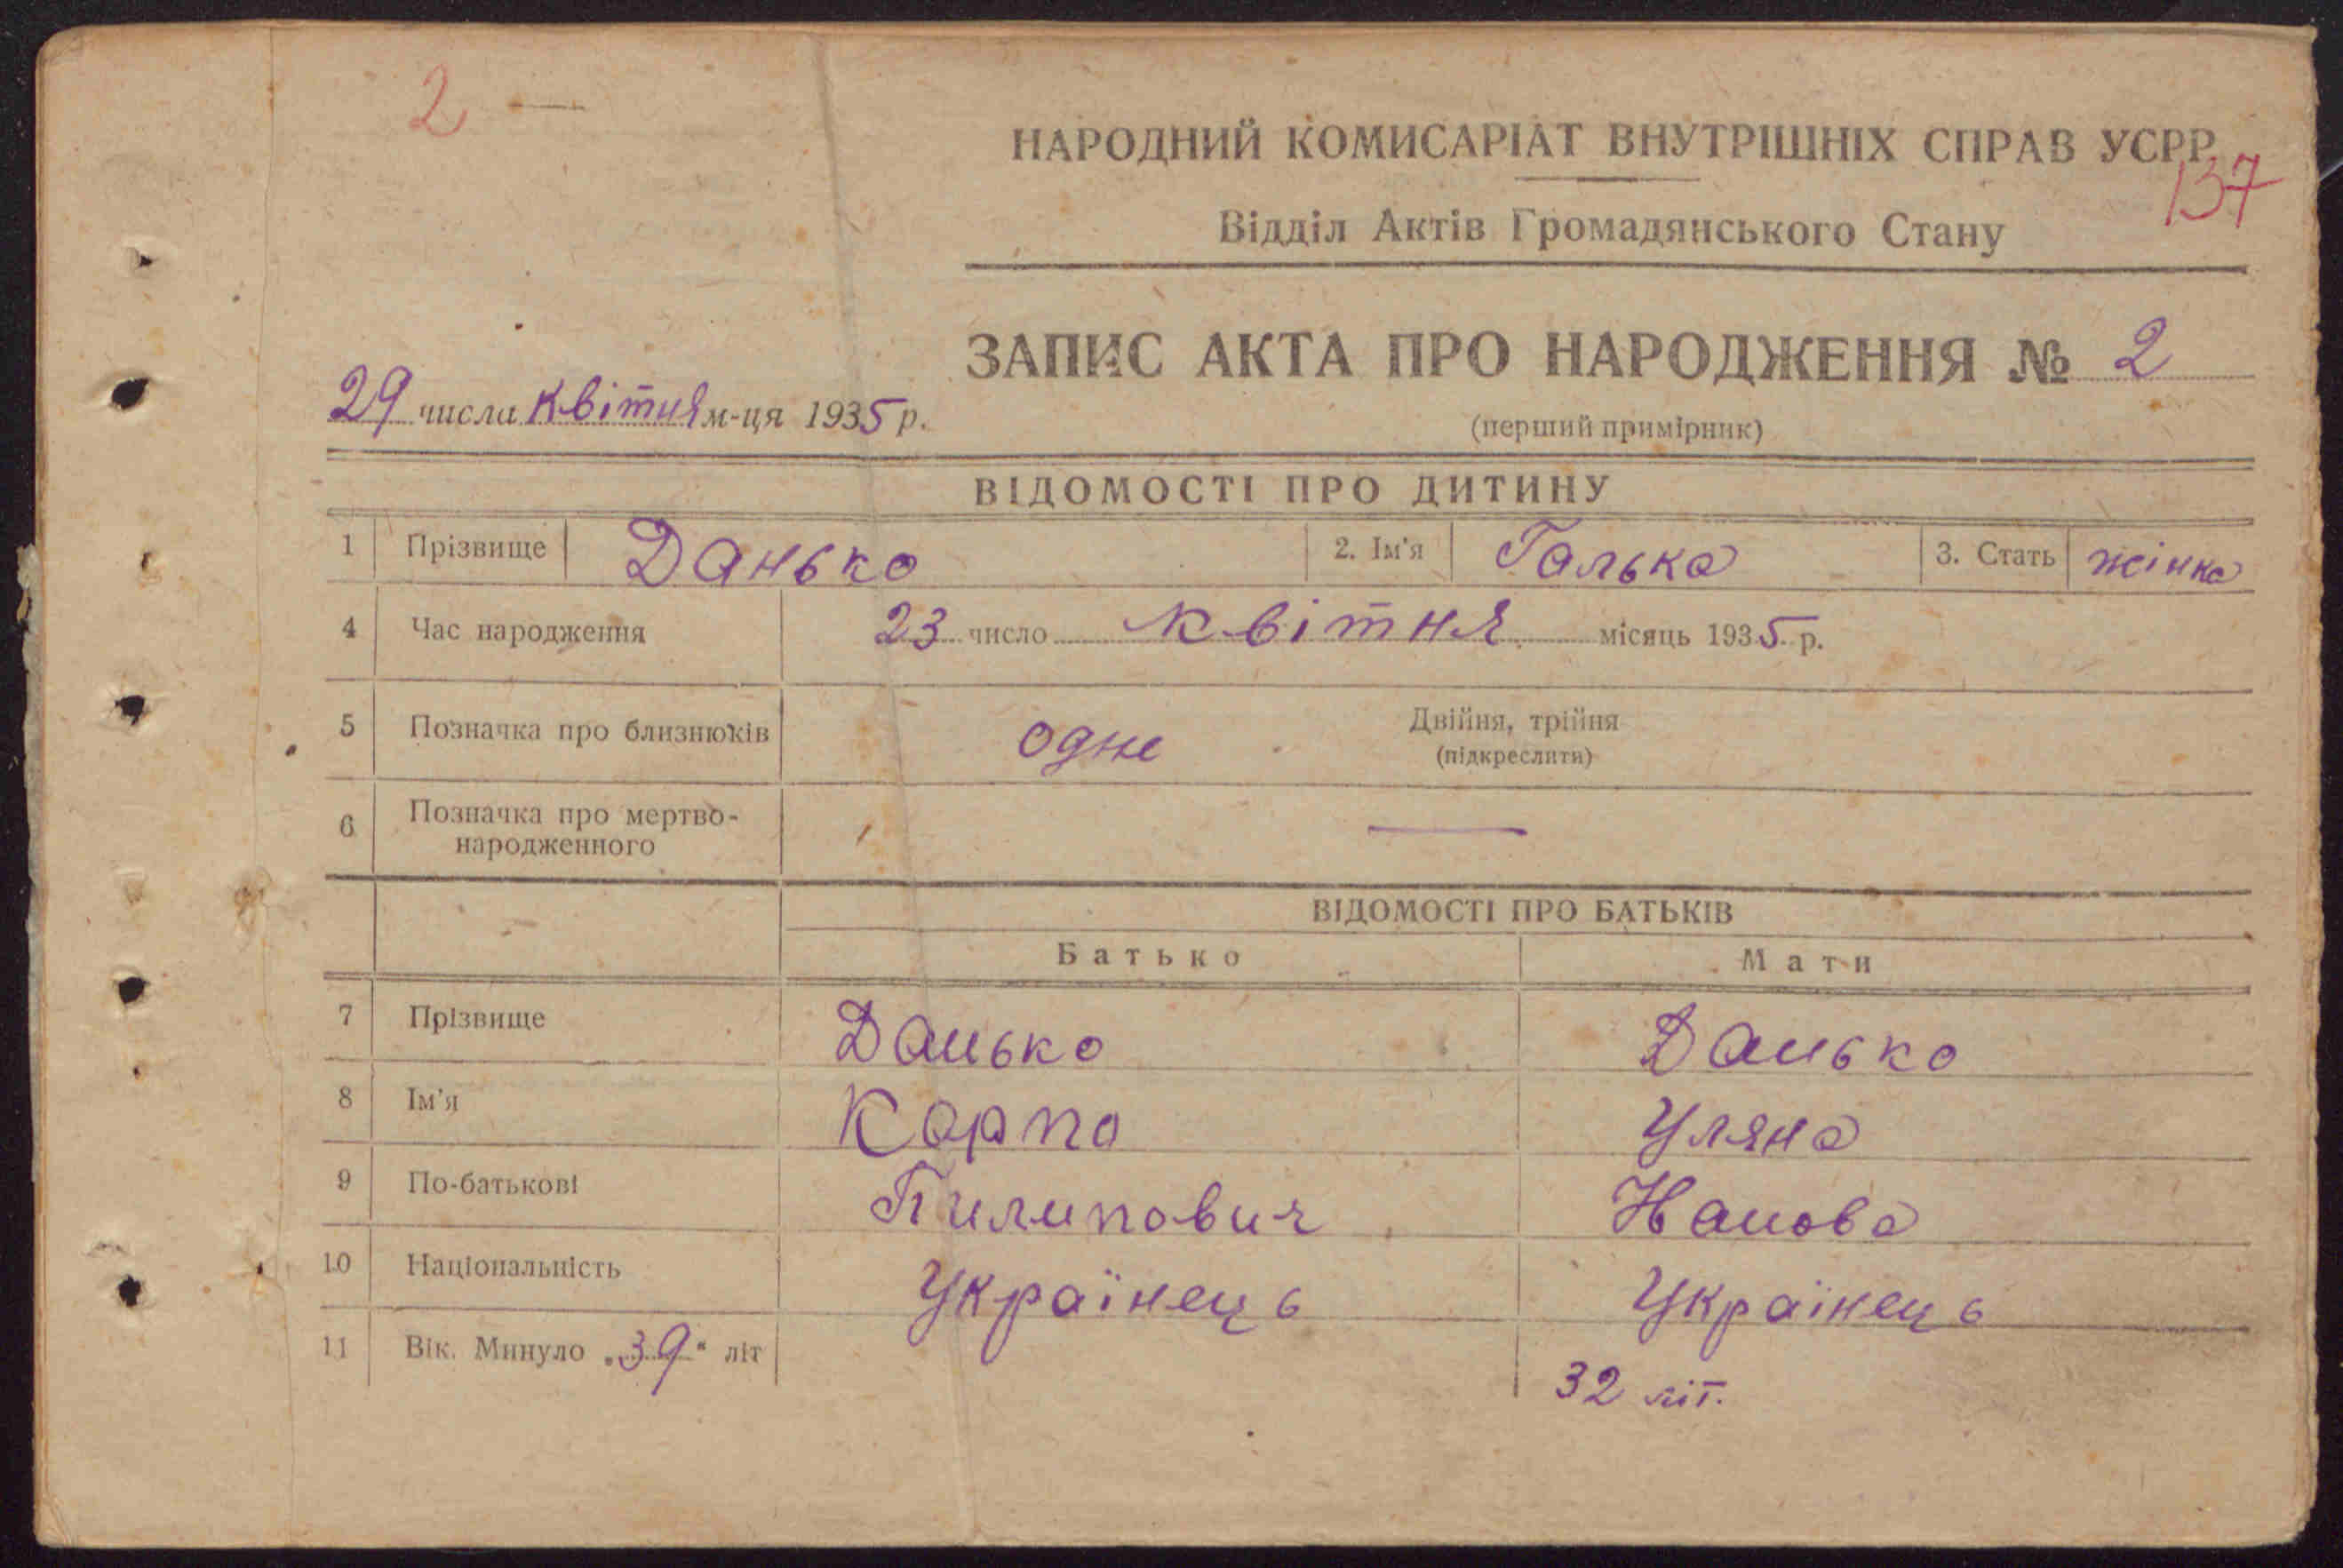 2 —
НАРОДНИЙ КОМИСАРІАТ ВНУТРІШНІХ СПРАВ УСРР
137
Відділ Актів Громадянського Стану
ЗАПИС АКТА ПРО НАРОДЖЕННЯ № 2
29 числа квітня м-ця 1935 р.
(перший примірник)
ВІДОМОСТІ ПРО ДИТИНУ
1 Прізвище Данько 2. Ім'я Галька 3. Стать жінка
4 Час народження 23 число квітня місяць 1935 р.
5 Позначка про близнюків одне Двійня, трійня
(підкреслити)
6 Позначка про мертво-
народженного —
ВІДОМОСТІ ПРО БАТЬКІВ
Батько Мати
7 Прізвище Данько Данько
8 Ім'я Карпо Уляна
9 По-батькові Пилипович
10 Національність Українець Українець
11 Вік. Минуло „39" літ 32 літ.